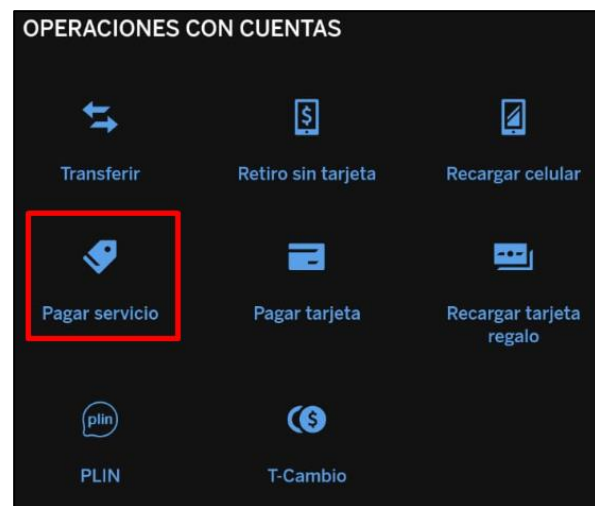 OPERACIONES CON CUENTAS
Transferir
Retiro sin tarjeta
Recargar celular
Pagar servicio
Pagar tarjeta
Recargar tarjeta
regalo
plin
PLIN
T-Cambio